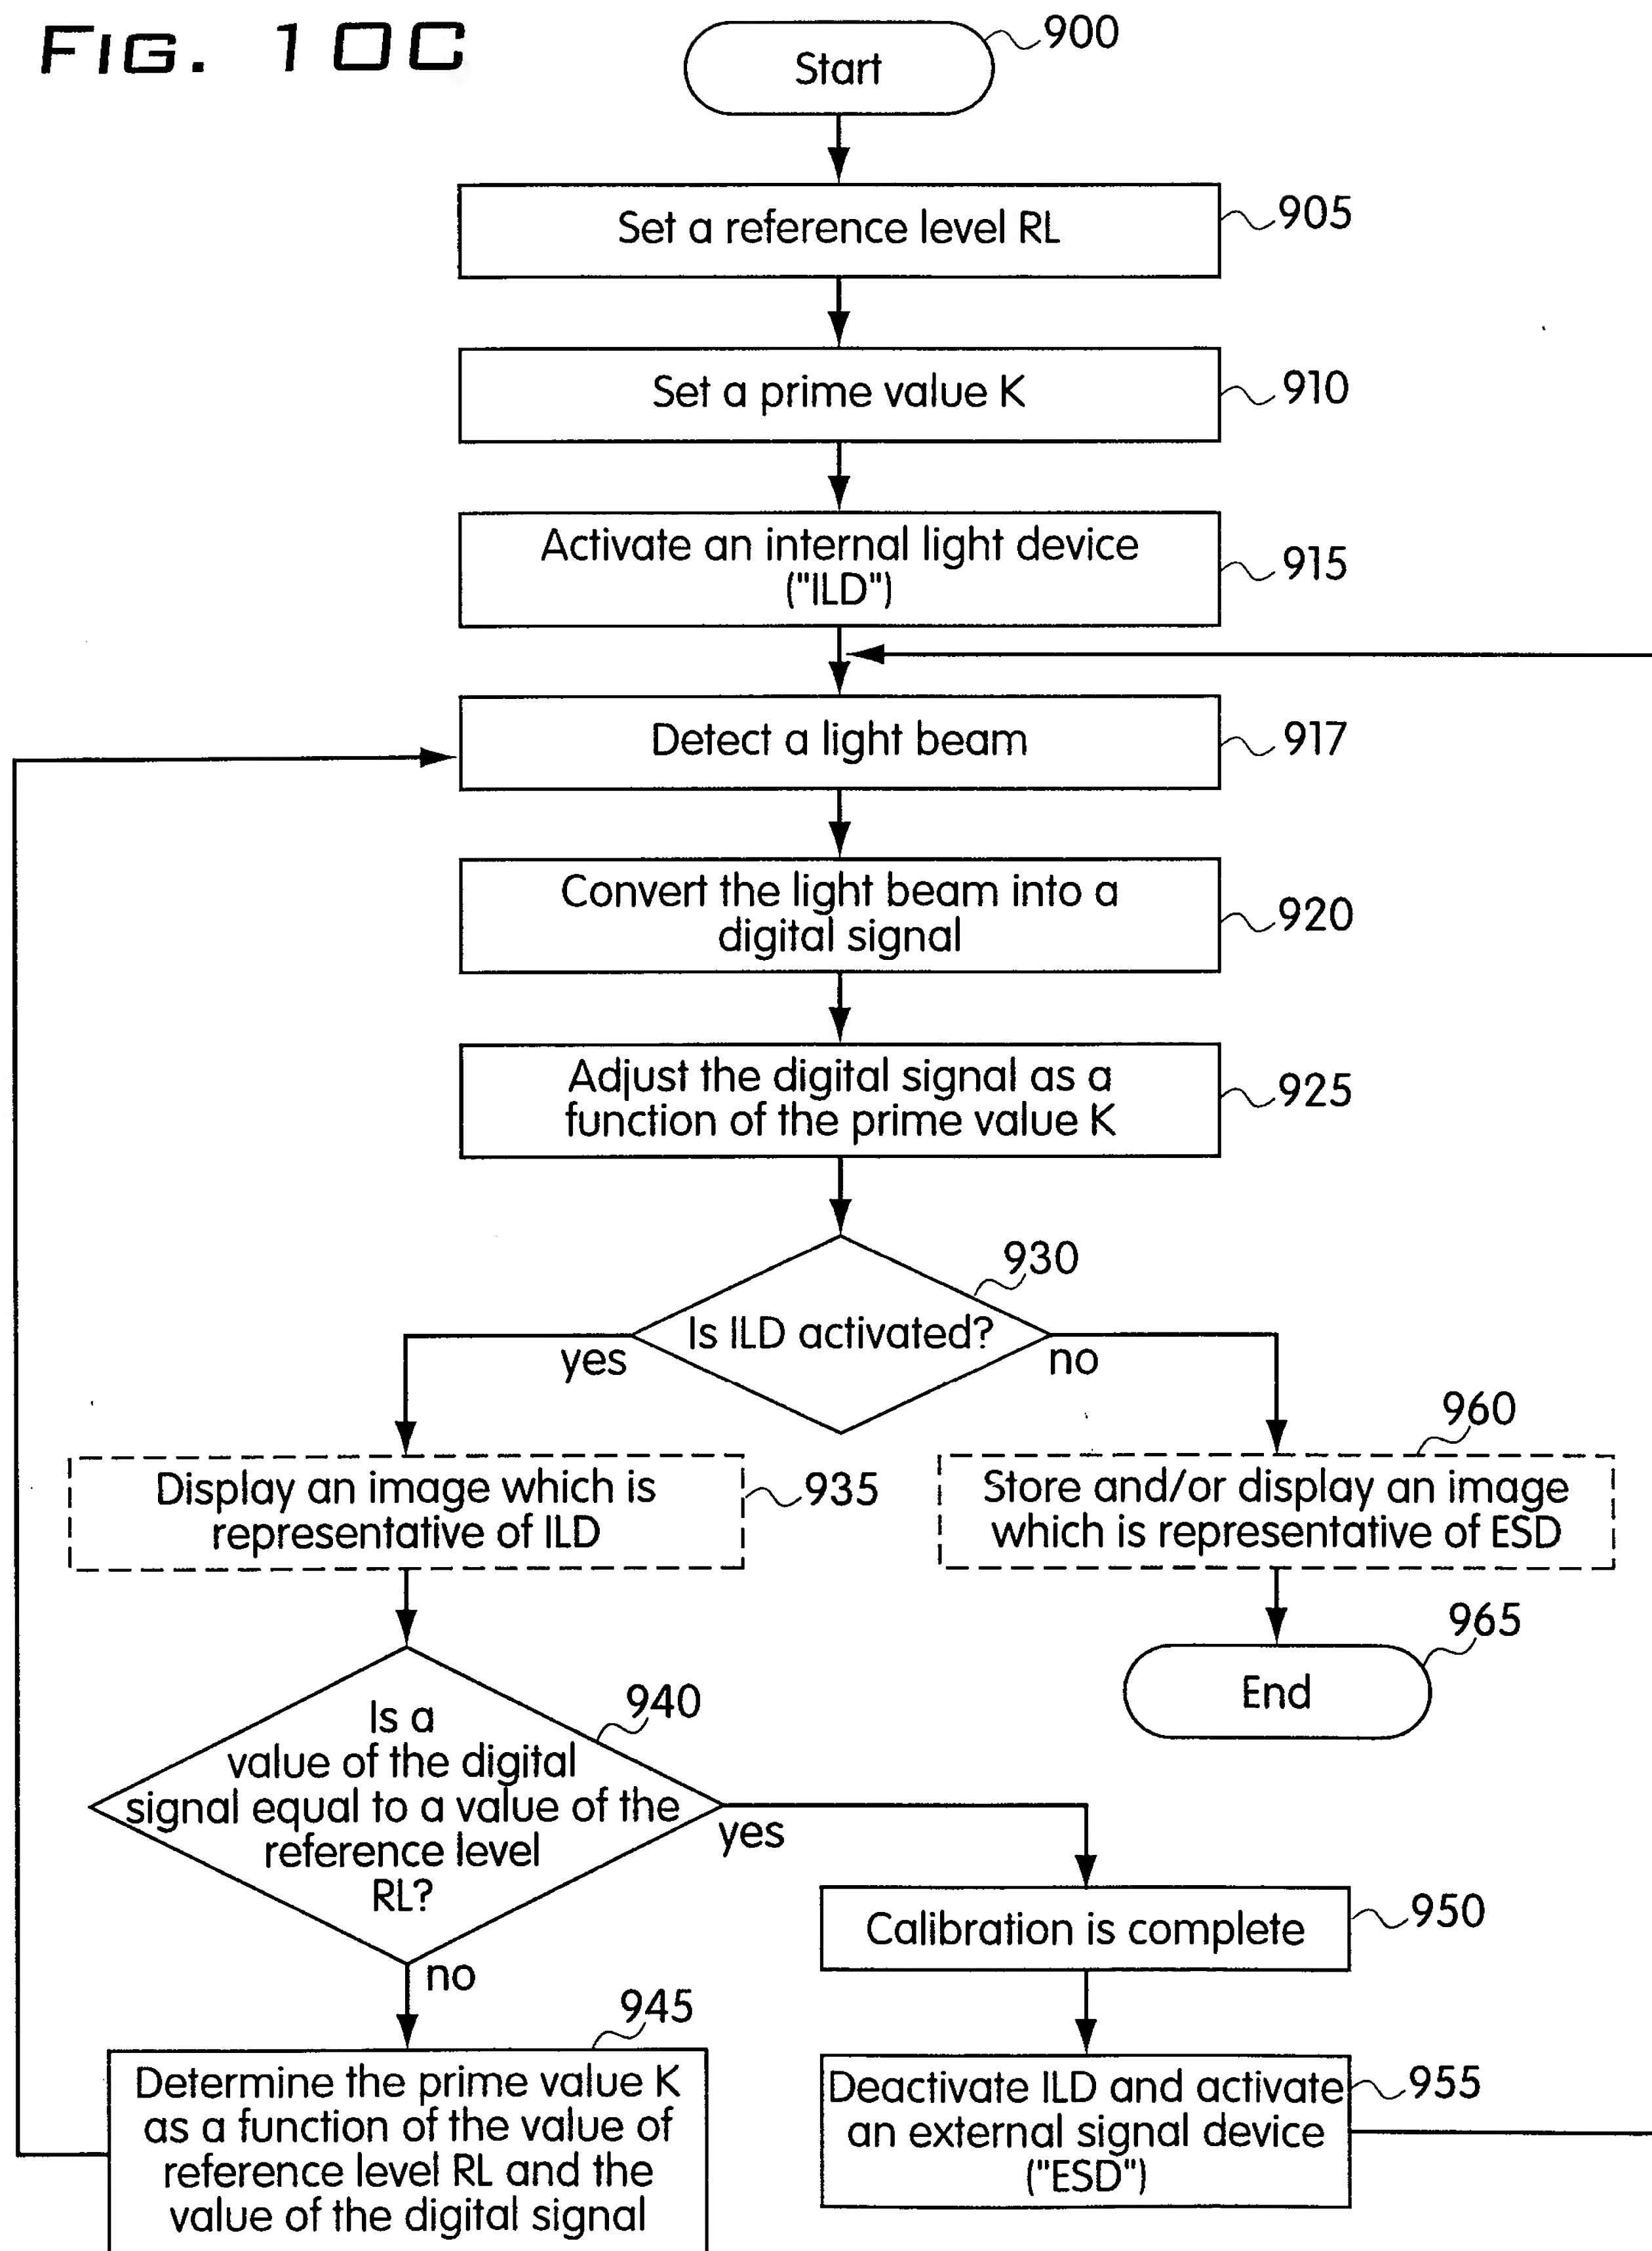 FIG. 10C
900
Start
Set a reference level RL
905
Set a prime value K
910
Activate an internal light device
("ILD")
915
Detect a light beam
917
Convert the light beam into a
digital signal
920
Adjust the digital signal as a
function of the prime value K
925
930
Is ILD activated?
yes
no
Display an image which is
representative of ILD
935
960
Store and/or display an image
which is representative of ESD
965
End
940
Is a
value of the digital
signal equal to a value of the
reference level
RL?
yes
no
950
Calibration is complete
945
Determine the prime value K
as a function of the value of
reference level RL and the
value of the digital signal
Deactivate ILD and activate
an external signal device
("ESD")
955